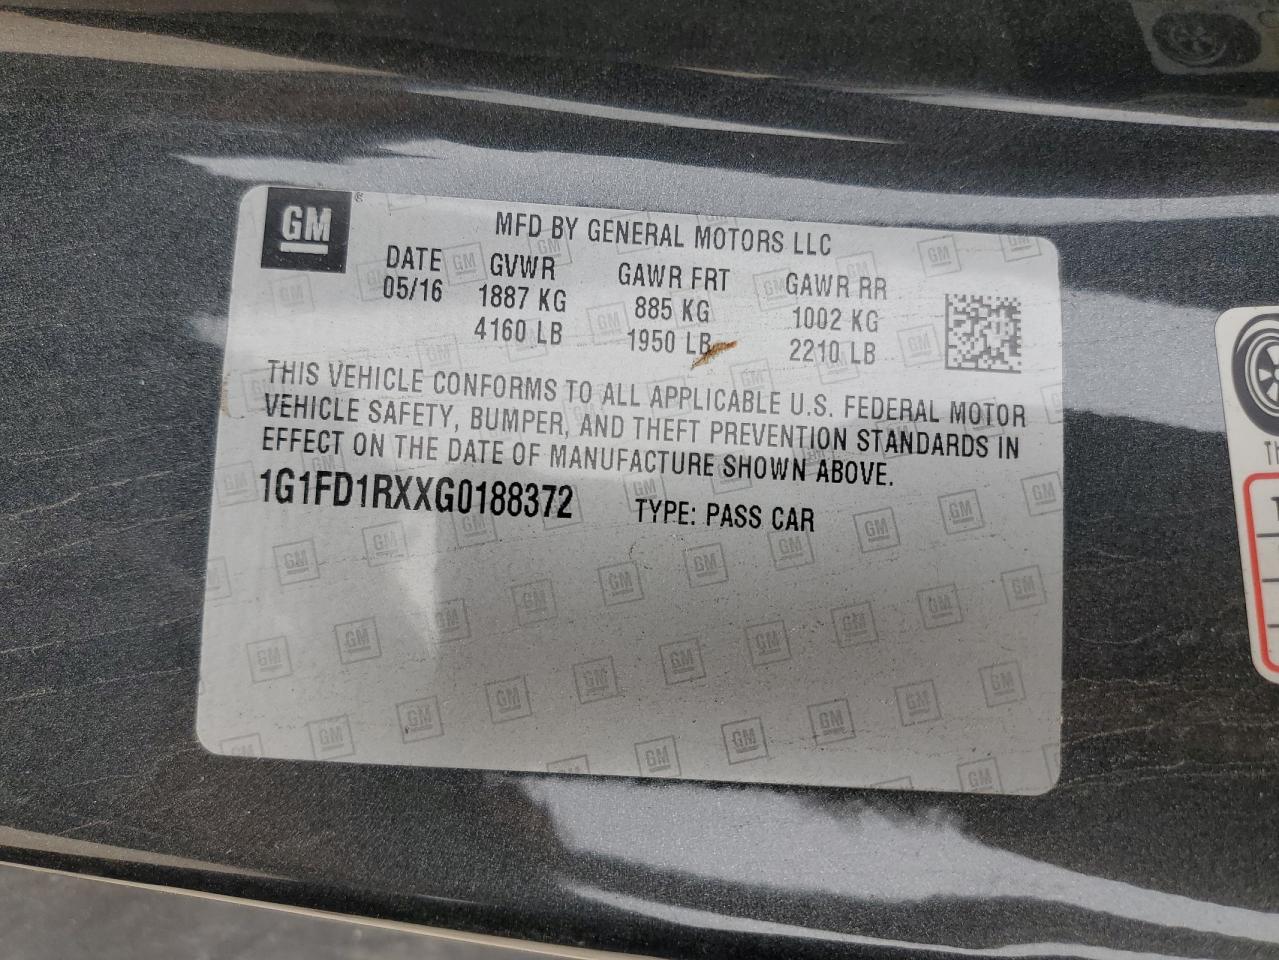 GM
MFD BY GENERAL MOTORS LLC
DATE GVWR GAWR FRT GAWR RR
05/16 1887 KG 885 KG 1002 KG
4160 LB 1950 LB 2210 LB
THIS VEHICLE CONFORMS TO ALL APPLICABLE U.S. FEDERAL MOTOR
VEHICLE SAFETY, BUMPER, AND THEFT PREVENTION STANDARDS IN
EFFECT ON THE DATE OF MANUFACTURE SHOWN ABOVE.
1G1FD1RXXG0188372 TYPE: PASS CAR